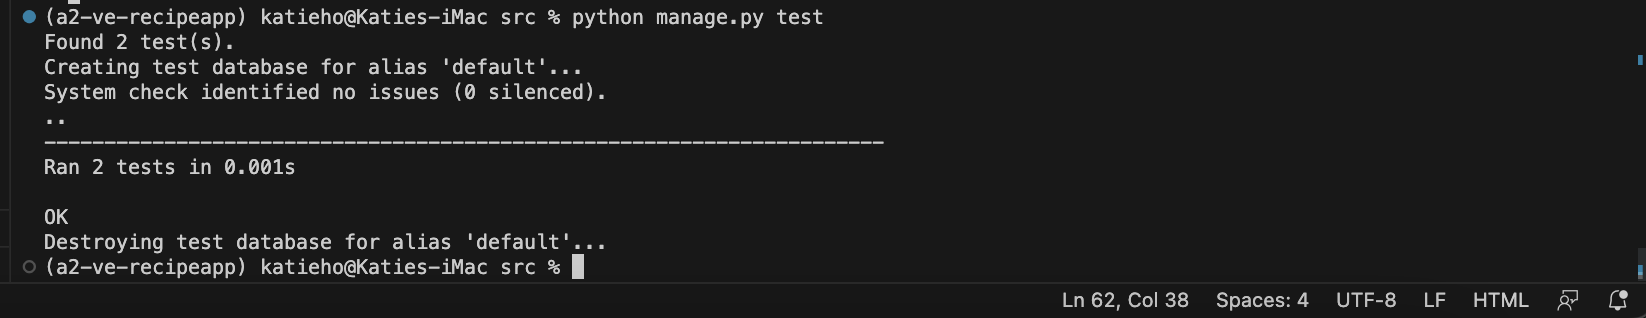 (a2-ve-recipeapp) katieho@Katies-iMac src % python manage.py test
Found 2 test(s).
Creating test database for alias 'default'...
System check identified no issues (0 silenced).
..
----------------------------------------------------------------------
Ran 2 tests in 0.001s
OK
Destroying test database for alias 'default'...
(a2-ve-recipeapp) katieho@Katies-iMac src %
Ln 62, Col 38 Spaces: 4 UTF-8 LF HTML